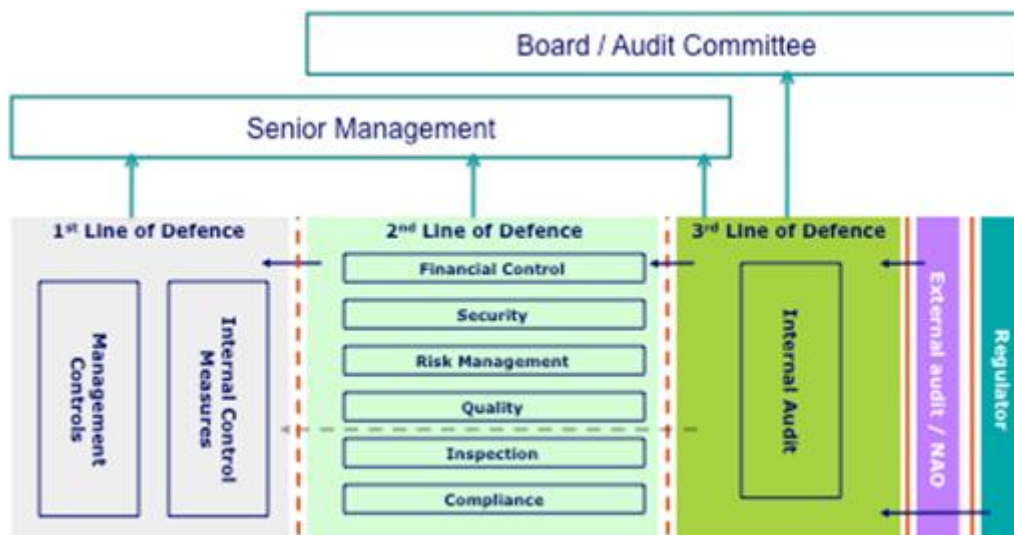 Board / Audit Committee
Senior Management
1st Line of Defence
2nd Line of Defence
3rd Line of Defence
Management
Controls
Internal Control
Measures
Financial Control
Security
Risk Management
Quality
Inspection
Compliance
Internal Audit
External audit / NAO
Regulator